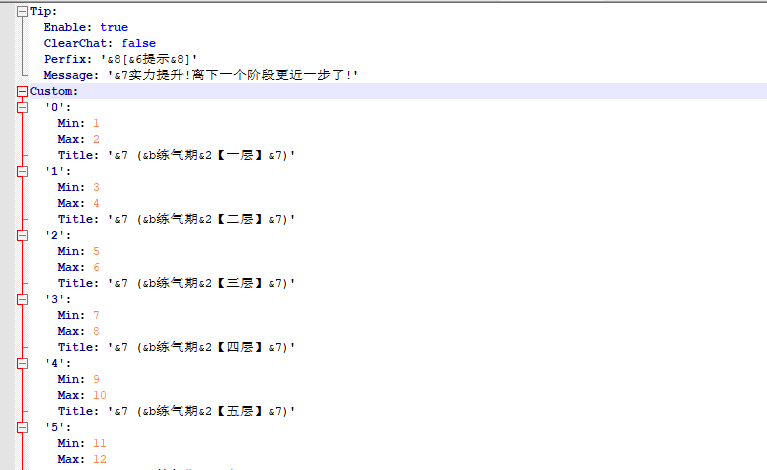 Tip:
Enable: true
ClearChat: false
Perfix: '&8[&6提示&8]'
Message: '&7实力提升!离下一个阶段更近一步了!'
Custom:
'0':
Min: 1
Max: 2
Title: '&7 (&b练气期&2【一层】&7)'
'1':
Min: 3
Max: 4
Title: '&7 (&b练气期&2【二层】&7)'
'2':
Min: 5
Max: 6
Title: '&7 (&b练气期&2【三层】&7)'
'3':
Min: 7
Max: 8
Title: '&7 (&b练气期&2【四层】&7)'
'4':
Min: 9
Max: 10
Title: '&7 (&b练气期&2【五层】&7)'
'5':
Min: 11
Max: 12